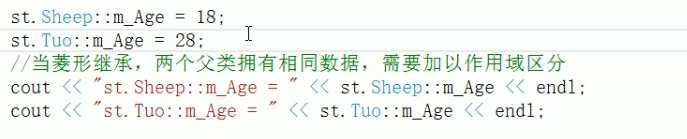 st.Sheep::m_Age = 18;
st.Tuo::m_Age = 28;
//当菱形继承，两个父类拥有相同数据，需要加以作用域区分
cout << "st.Sheep::m_Age = " << st.Sheep::m_Age << endl;
cout << "st.Tuo::m_Age = " << st.Tuo::m_Age << endl;